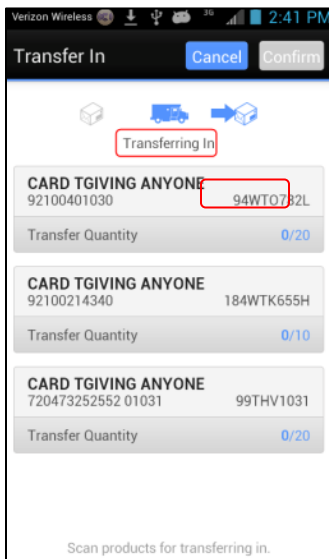 Verizon Wireless 3G 2:41 PM
Transfer In Cancel Confirm
Transferring In
CARD TGIVING ANYONE
92100401030 94WTO782L
Transfer Quantity 0/20
CARD TGIVING ANYONE
92100214340 184WTK655H
Transfer Quantity 0/10
CARD TGIVING ANYONE
720473252552 01031 99THV1031
Transfer Quantity 0/20
Scan products for transferring in.